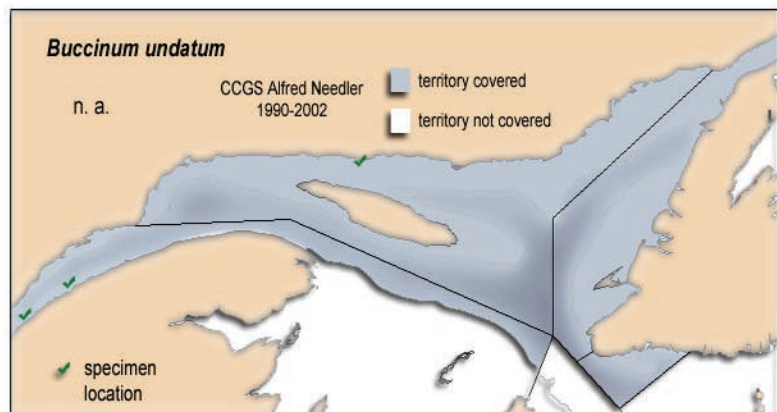 Buccinum undatum
n. a.
CCGS Alfred Needler
1990-2002
territory covered
territory not covered
specimen
location